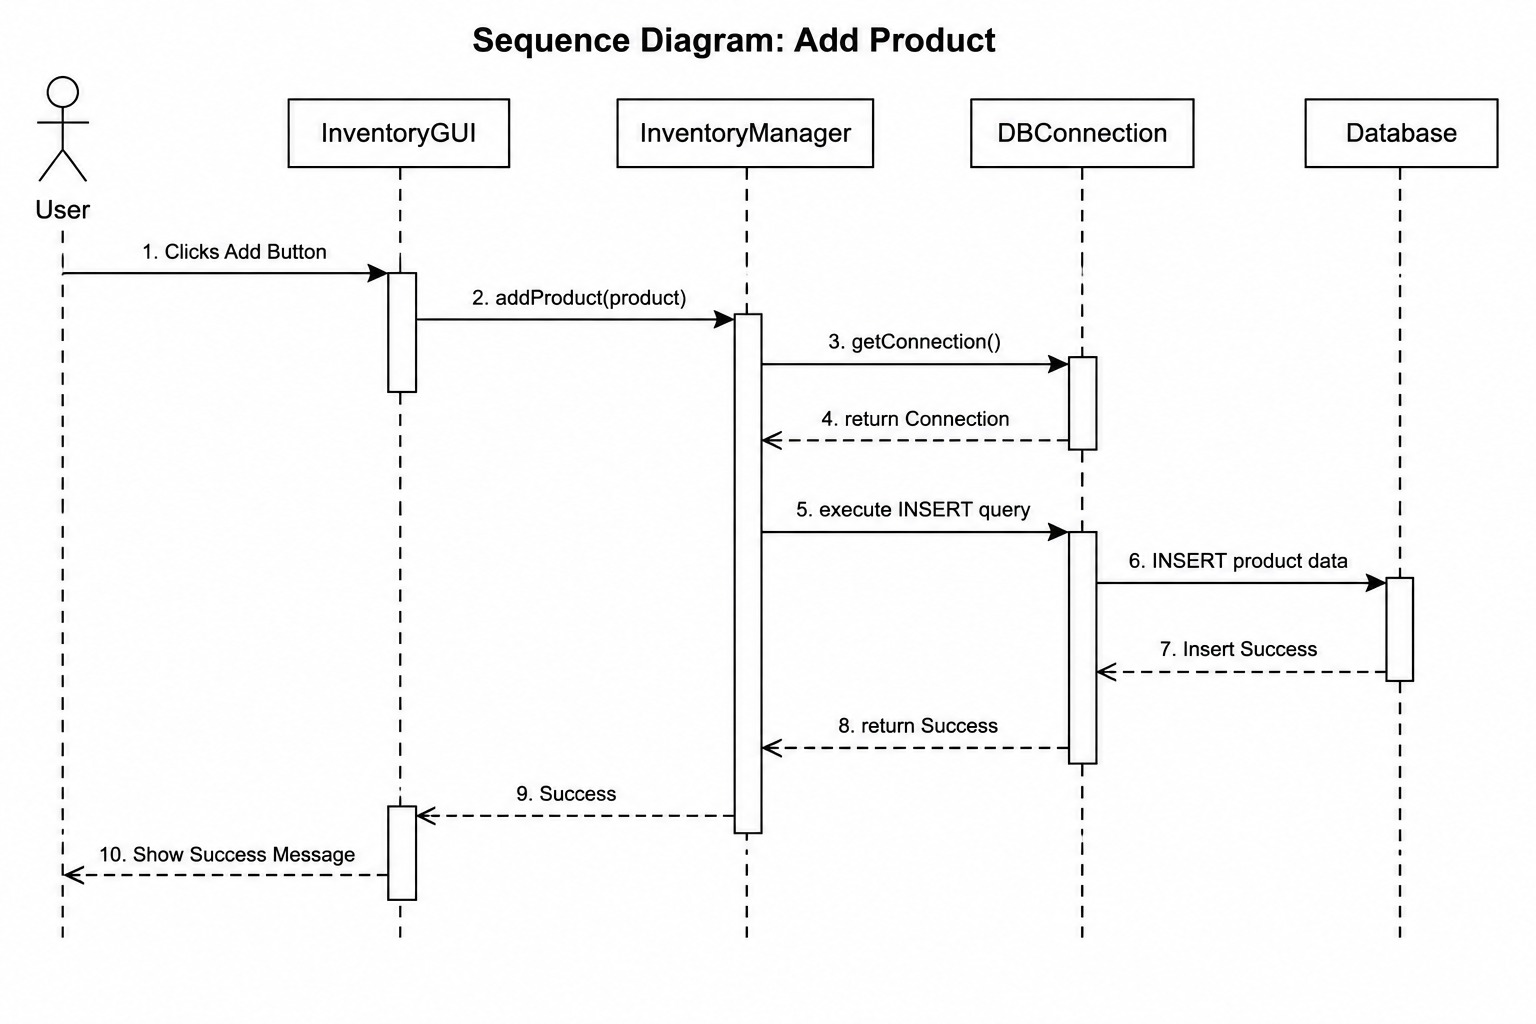 Sequence Diagram: Add Product
User
InventoryGUI
InventoryManager
DBConnection
Database
1. Clicks Add Button
2. addProduct(product)
3. getConnection()
4. return Connection
5. execute INSERT query
6. INSERT product data
7. Insert Success
8. return Success
9. Success
10. Show Success Message